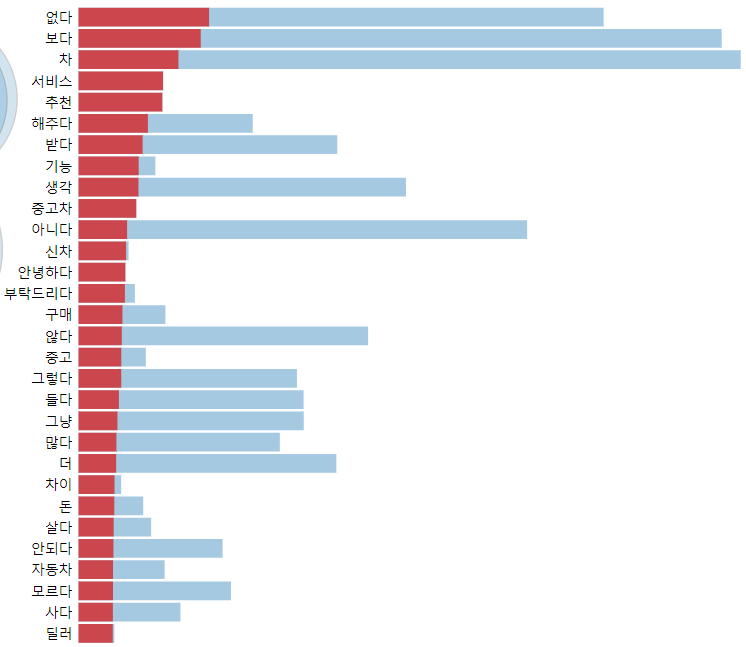 없다
보다
차
서비스
추천
해주다
받다
기능
생각
중고차
아니다
신차
안녕하다
부탁드리다
구매
않다
중고
그렇다
들다
그냥
많다
더
차이
돈
살다
안되다
자동차
모르다
사다
딜러